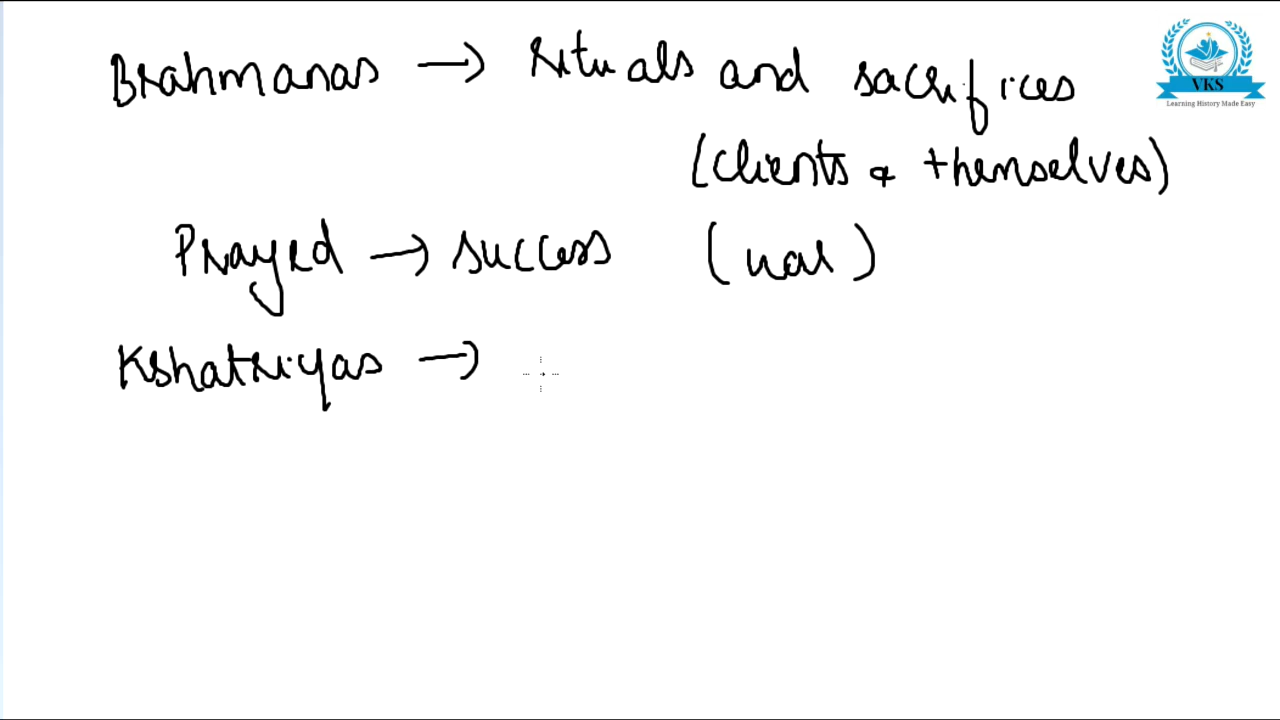 Brahmanas → rituals and sacrifices
(clients & themselves)
Prayed → success (war)
Kshatriyas →
VKS
Learning History Made Easy